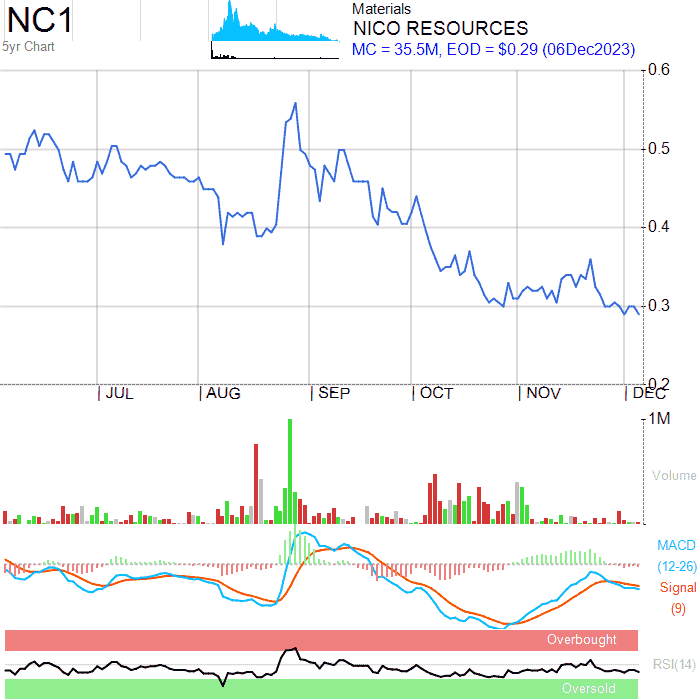 NC1
5yr Chart
Materials
NICO RESOURCES
MC = 35.5M, EOD = $0.29 (06Dec2023)
0.6
0.5
0.4
0.3
0.2
JUL
AUG
SEP
OCT
NOV
DEC
1M
Volume
MACD
(12-26)
Signal
(9)
Overbought
RSI(14)
Oversold